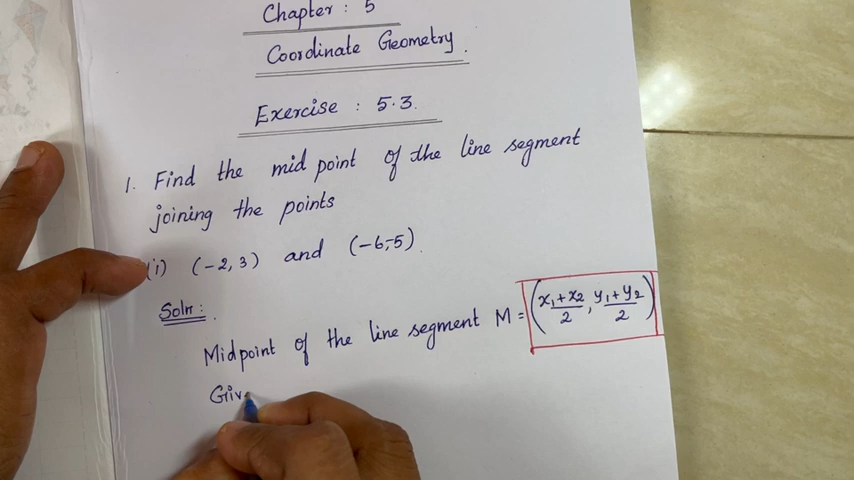 Chapter : 5
Coordinate Geometry.
Exercise : 5.3.
1. Find the mid point of the line segment
joining the points
(i) (-2, 3) and (-6,-5).
Soln:
Midpoint of the line segment M = (x₁+x₂/2, y₁+y₂/2)
Giv